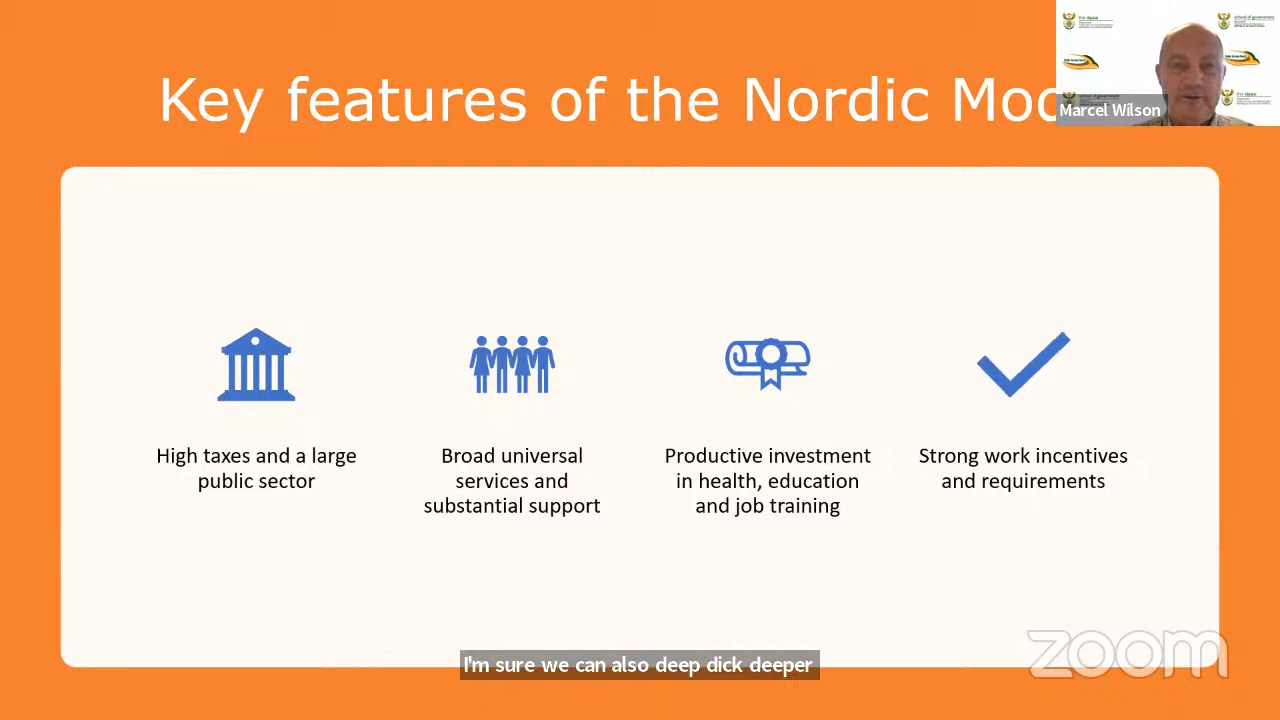 Key features of the Nordic Mod
Marcel Wilson
High taxes and a large
public sector
Broad universal
services and
substantial support
Productive investment
in health, education
and job training
Strong work incentives
and requirements
zoom
I'm sure we can also deep dick deeper